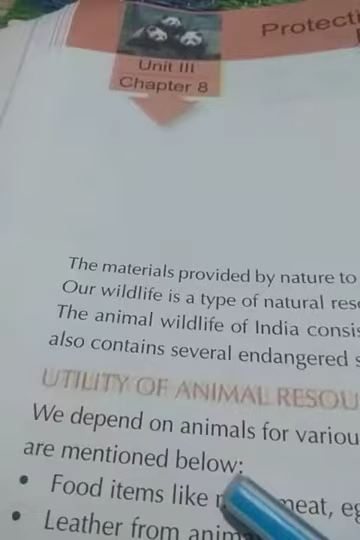 Protecti
Unit III
Chapter 8
The materials provided by nature to
Our wildlife is a type of natural res
The animal wildlife of India consis
also contains several endangered s
UTILITY OF ANIMAL RESOU
We depend on animals for variou
are mentioned below:
• Food items like meat, eg
• Leather from anim